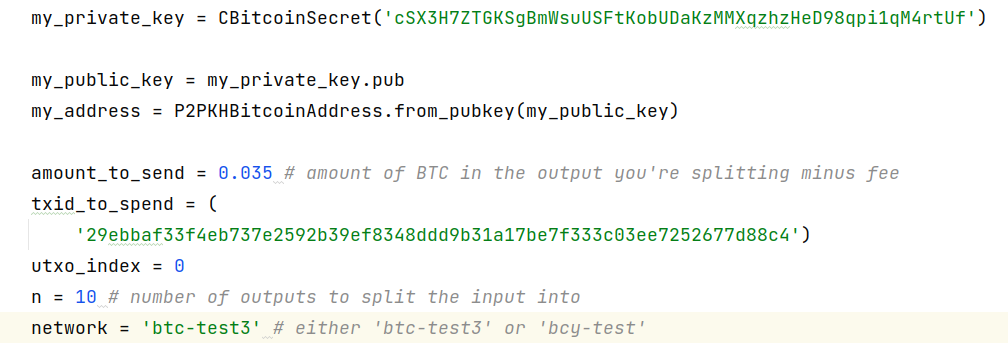 my_private_key = CBitcoinSecret('cSX3H7ZTGKSgBmWsuUSFtKobUDaKzMMXqzhzHeD98qpi1qM4rtUf')
my_public_key = my_private_key.pub
my_address = P2PKHBitcoinAddress.from_pubkey(my_public_key)
amount_to_send = 0.035 # amount of BTC in the output you're splitting minus fee
txid_to_spend = (
'29ebbaf33f4eb737e2592b39ef8348ddd9b31a17be7f333c03ee7252677d88c4')
utxo_index = 0
n = 10 # number of outputs to split the input into
network = 'btc-test3' # either 'btc-test3' or 'bcy-test'